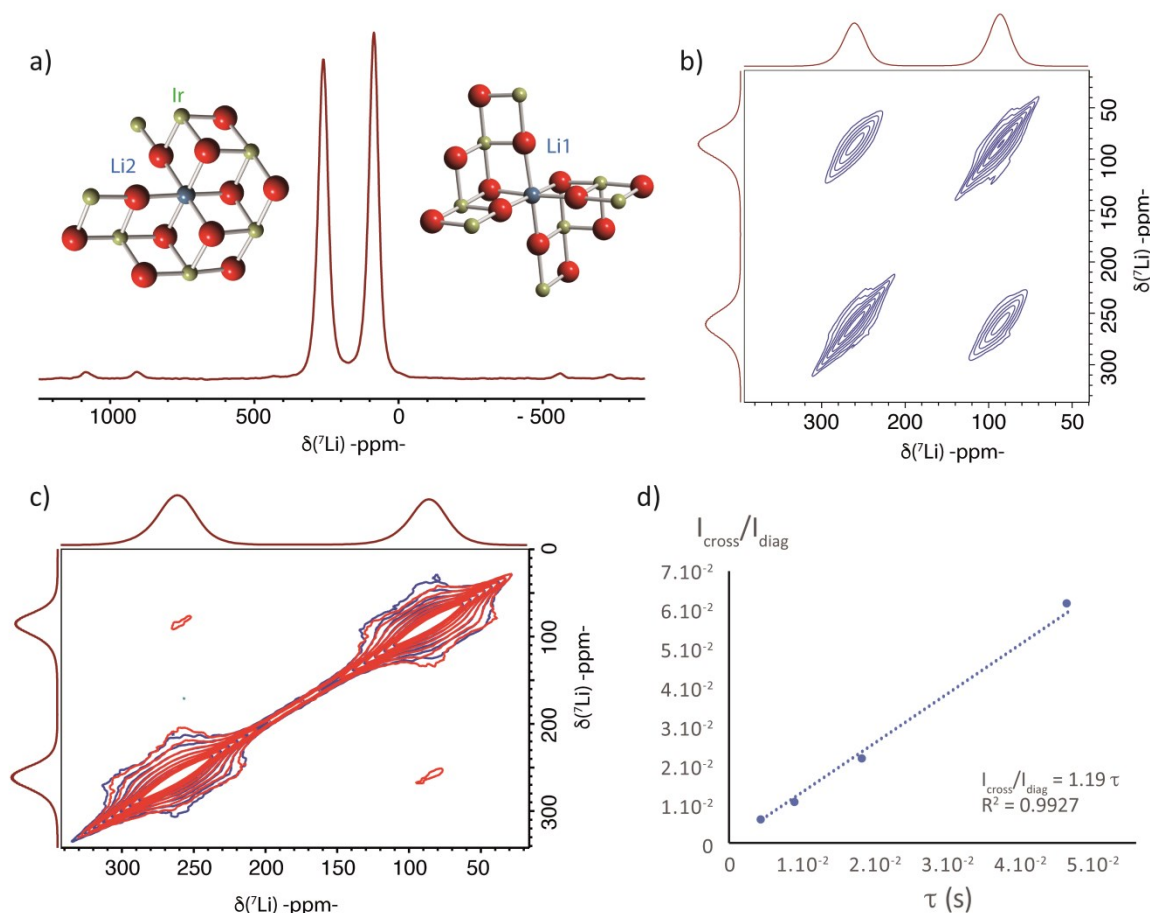 a)
Ir
Li2
Li1
1000 500 0 - 500
δ(⁷Li) -ppm-
b)
50
100
150
200
250
300
δ(⁷Li) -ppm-
300 200 100 50
δ(⁷Li) -ppm-
c)
0
100
200
300
δ(⁷Li) -ppm-
300 250 200 150 100 50
δ(⁷Li) -ppm-
d)
I_cross/I_diag
7.10⁻²
6.10⁻²
5.10⁻²
4.10⁻²
3.10⁻²
2.10⁻²
1.10⁻²
0
I_cross/I_diag = 1.19 τ
R² = 0.9927
0 1.10⁻² 2.10⁻² 3.10⁻² 4.10⁻² 5.10⁻²
τ (s)